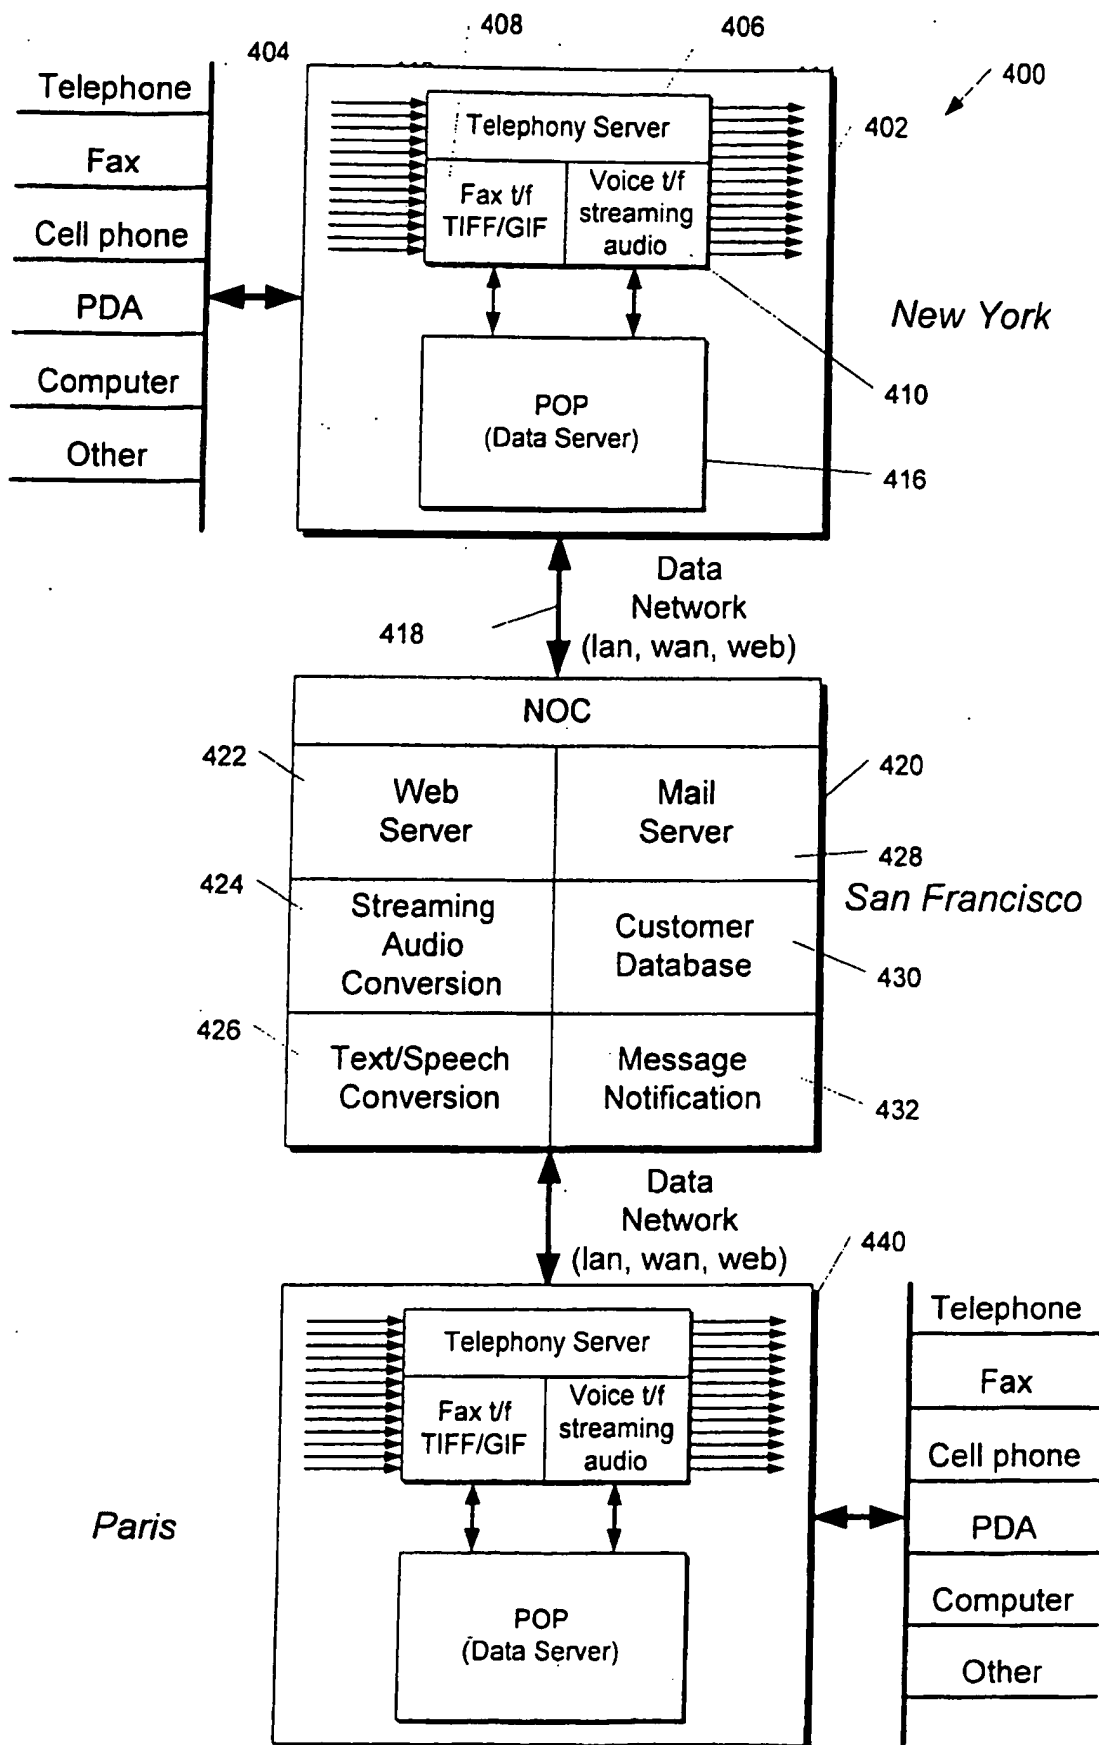 408
406
404
400
402
Telephone
Fax
Cell phone
PDA
Computer
Other
Telephony Server
Fax t/f
TIFF/GIF
Voice t/f
streaming
audio
New York
410
POP
(Data Server)
416
Data
Network
(lan, wan, web)
418
NOC
422
420
Web
Server
Mail
Server
428
424
San Francisco
Streaming
Audio
Conversion
Customer
Database
430
426
Text/Speech
Conversion
Message
Notification
432
Data
Network
(lan, wan, web)
440
Telephony Server
Fax t/f
TIFF/GIF
Voice t/f
streaming
audio
Paris
POP
(Data Server)
Telephone
Fax
Cell phone
PDA
Computer
Other